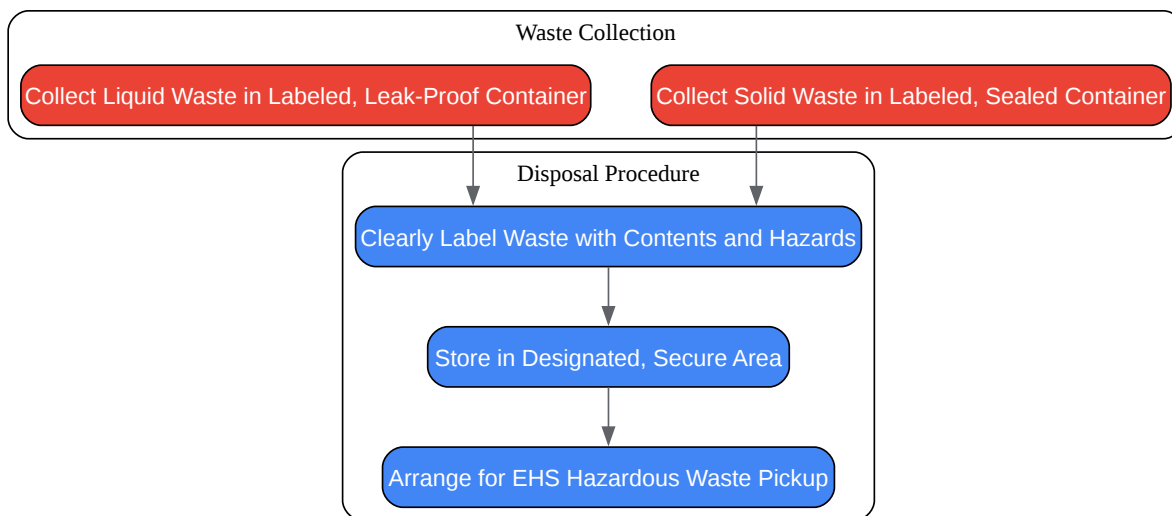 Waste Collection
Collect Liquid Waste in Labeled, Leak-Proof Container
Collect Solid Waste in Labeled, Sealed Container
Disposal Procedure
Clearly Label Waste with Contents and Hazards
Store in Designated, Secure Area
Arrange for EHS Hazardous Waste Pickup